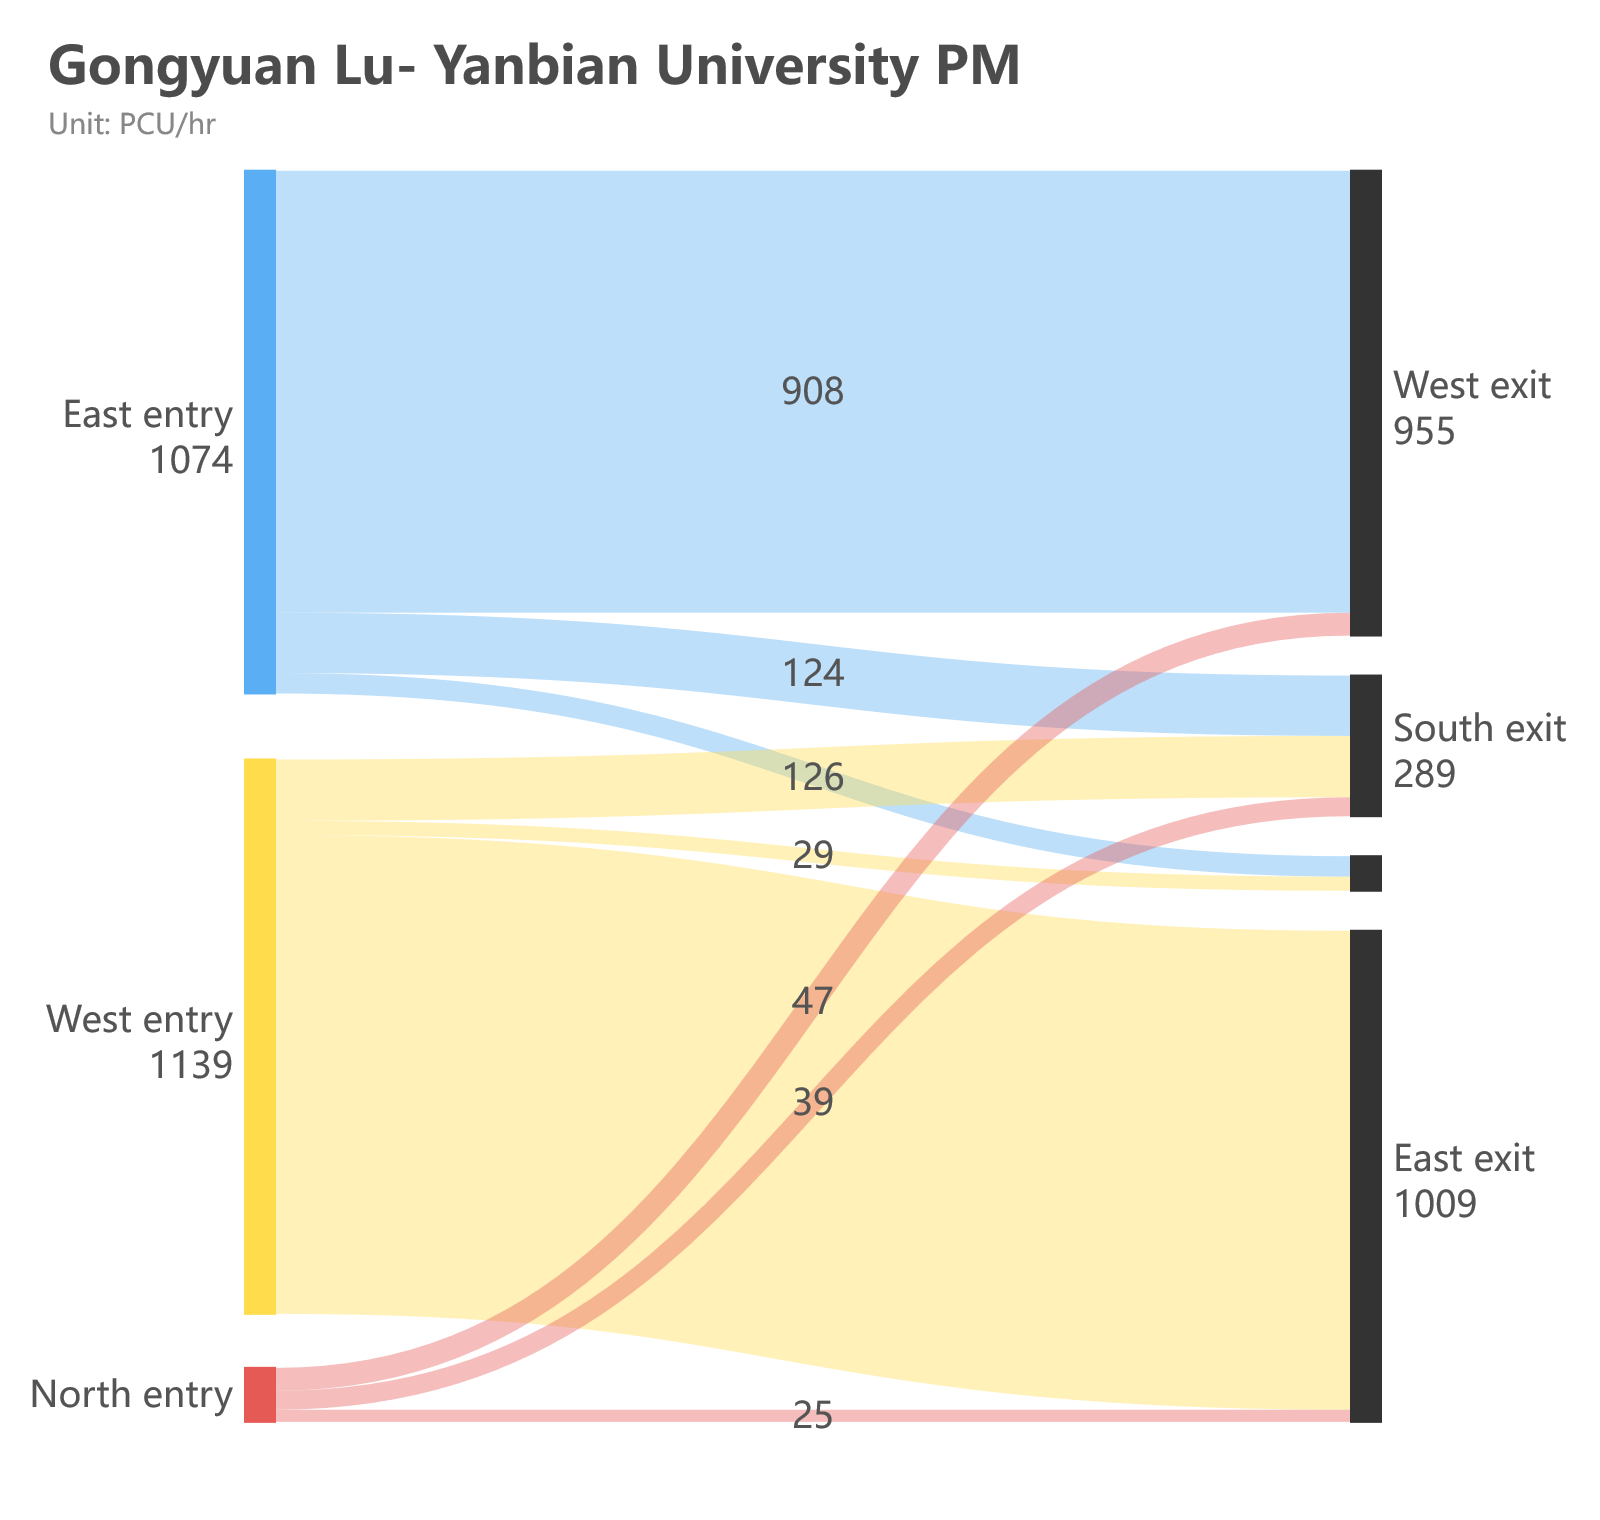 Gongyuan Lu- Yanbian University PM
Unit: PCU/hr
East entry
1074
908
West exit
955
124
South exit
289
126
29
West entry
1139
47
39
East exit
1009
North entry
25